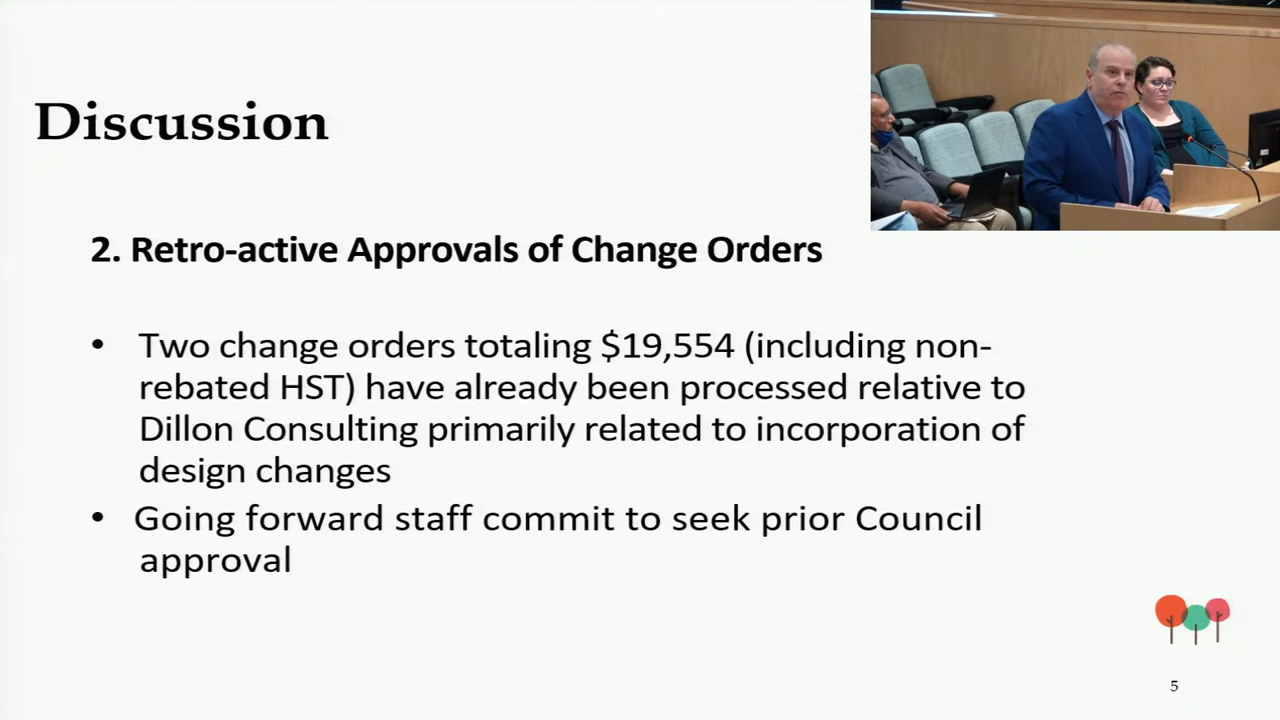 Discussion
2. Retro-active Approvals of Change Orders
• Two change orders totaling $19,554 (including non-
rebated HST) have already been processed relative to
Dillon Consulting primarily related to incorporation of
design changes
• Going forward staff commit to seek prior Council
approval
5